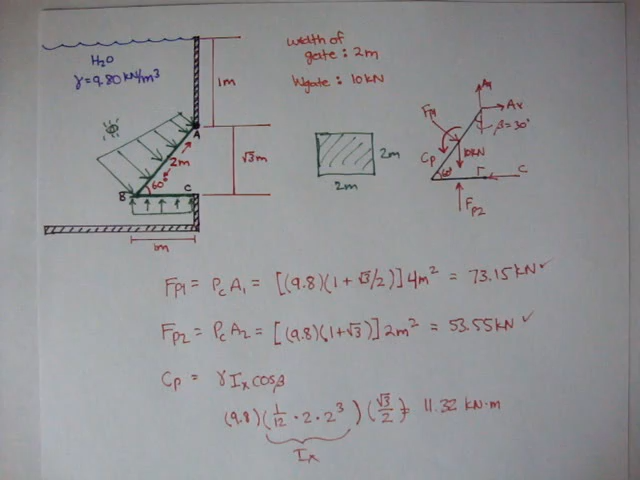 H₂O
γ = 9.80 kN/m³
1m
A
2m
60°
B
C
√3 m
1m
width of
gate : 2m
Wgate : 10kN
2m
2m
Fp1
Ax
β = 30°
Cp
10kN
60°
C
Fp2
Fp1 = PcA₁ = [(9.8)(1 + √3/2)] 4m² = 73.15 kN ✓
Fp2 = PcA₂ = [(9.8)(1+√3)] 2m² = 53.55 kN ✓
Cp = γ Ix cosβ
(9.8)(1/12 · 2 · 2³)(√3/2) = 11.32 kN·m
Ix